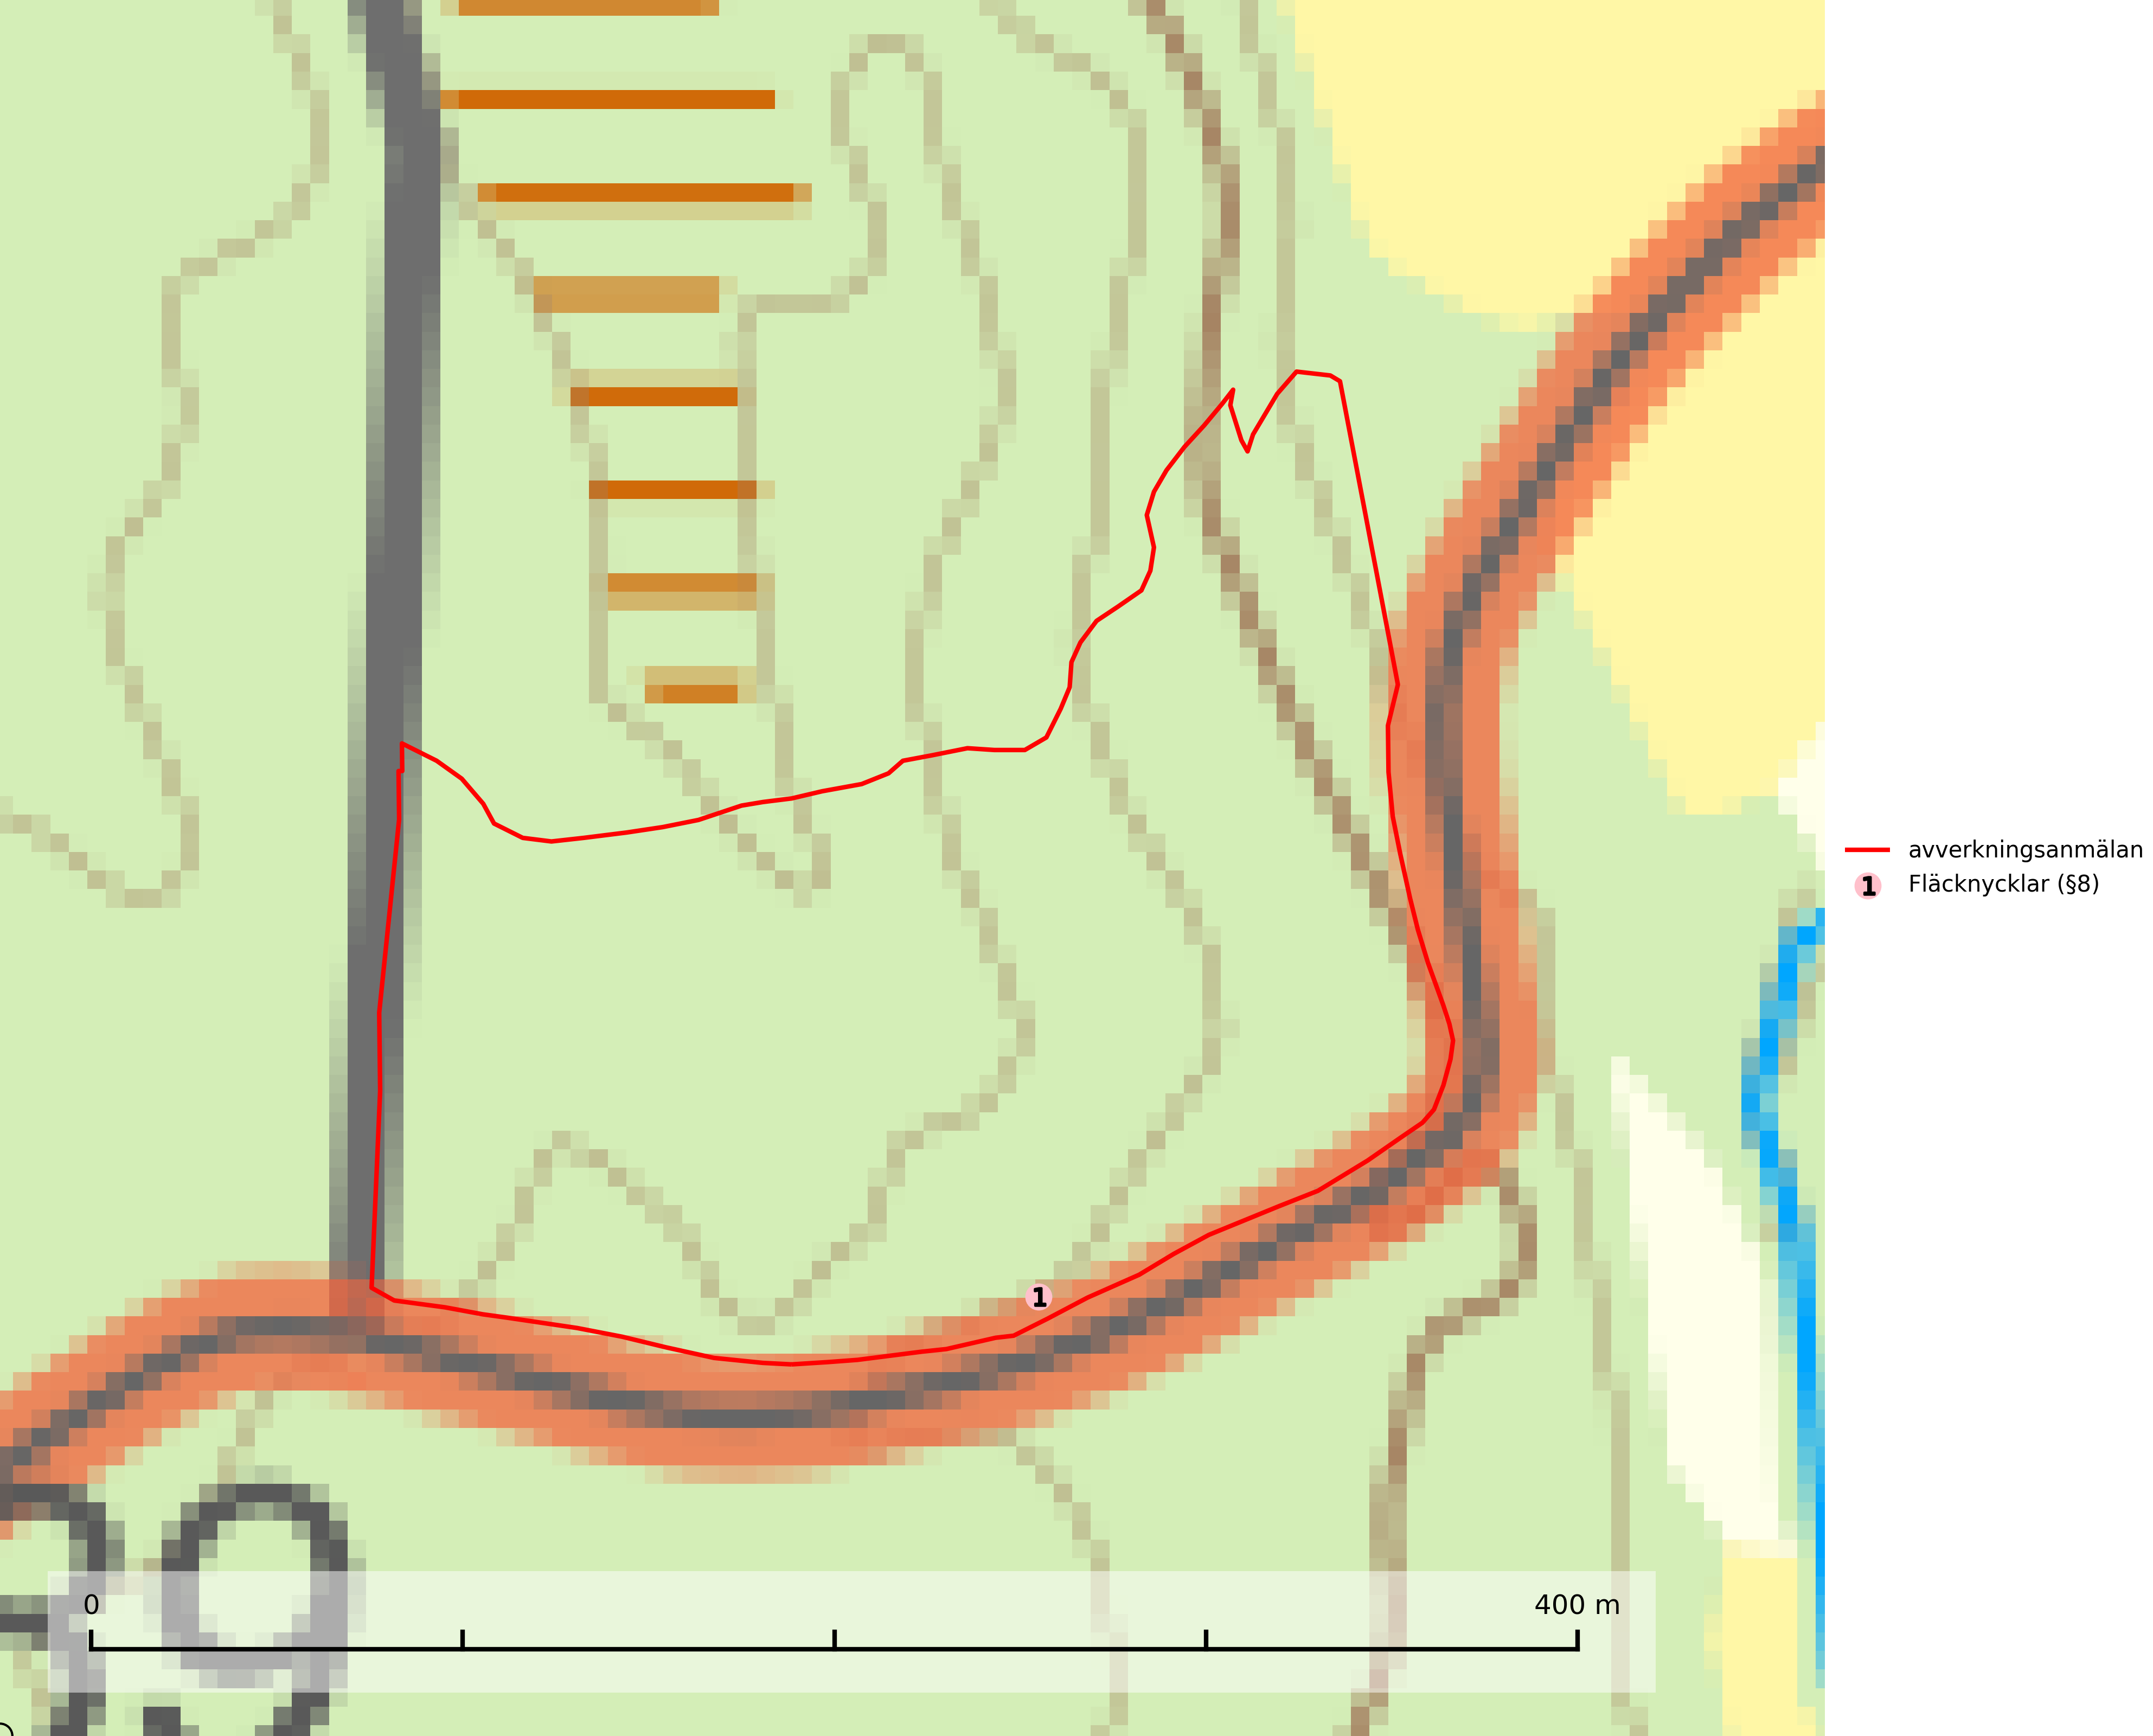 avverkningsanmälan
1 Fläcknycklar (§8)
1
0 400 m